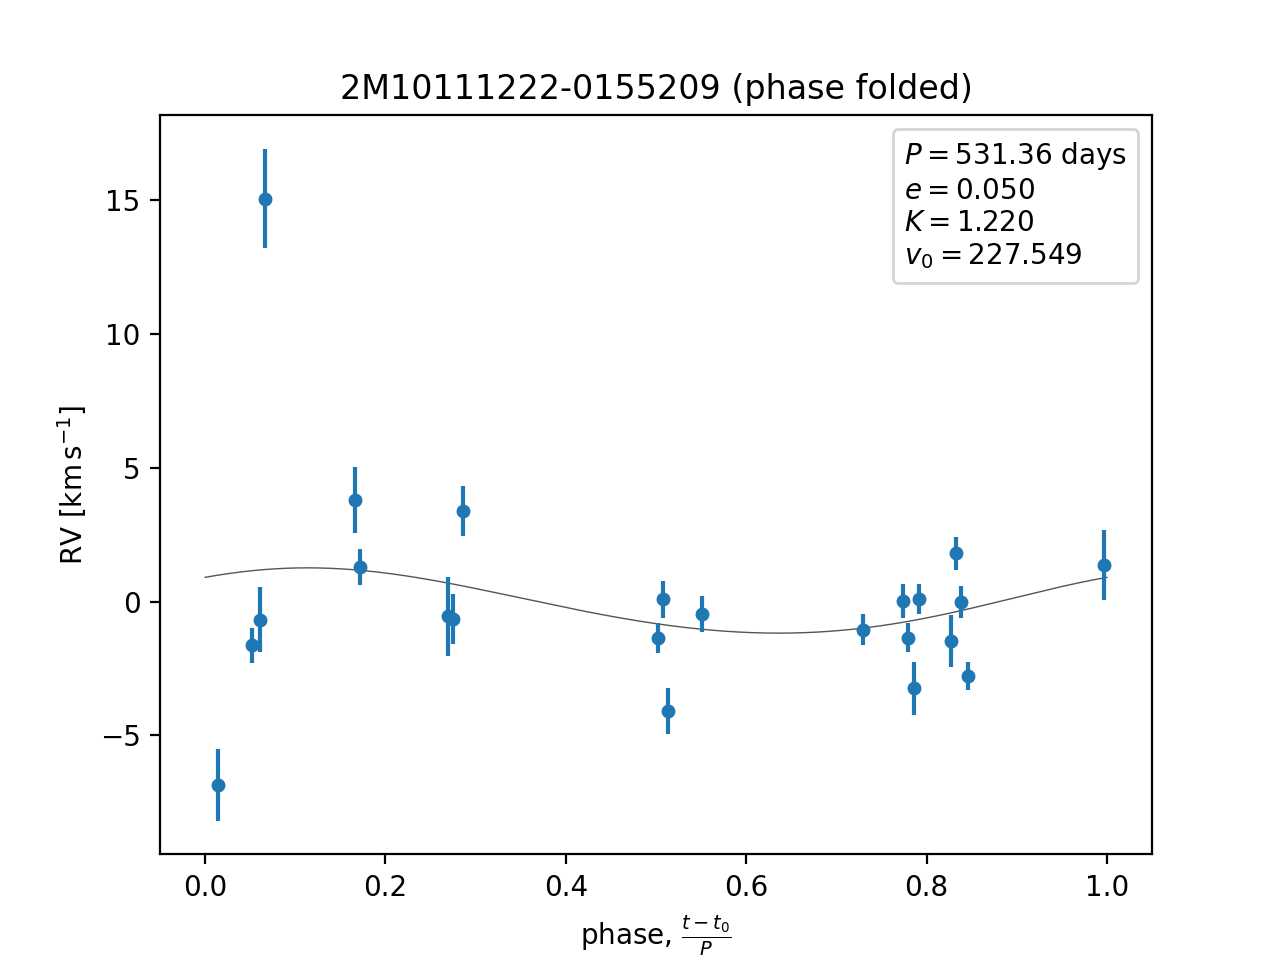 2M10111222-0155209 (phase folded)
P = 531.36 days
e = 0.050
K = 1.220
v₀ = 227.549
15
10
5
0
−5
RV [km s⁻¹]
0.0 0.2 0.4 0.6 0.8 1.0
phase, (t − t₀)/P